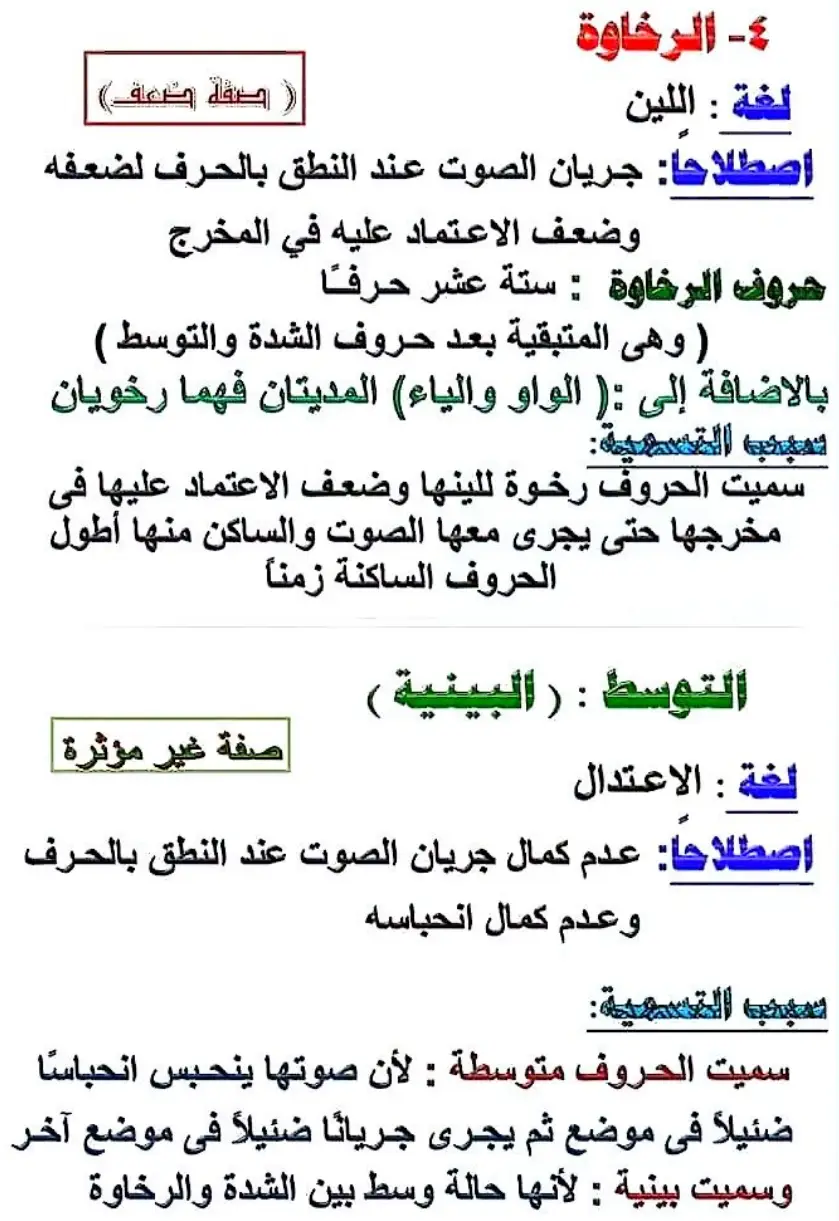 ٤- الرخاوة
( صفة ضعف)
لغة : اللين
اصطلاحاً: جريان الصوت عند النطق بالحرف لضعفه
وضعف الاعتماد عليه في المخرج
حروف الرخاوة : ستة عشر حرفًا
( وهى المتبقية بعد حروف الشدة والتوسط )
بالاضافة إلى :( الواو والياء) المديتان فهما رخويان
سبب التسمية:
سميت الحروف رخوة للينها وضعف الاعتماد عليها فى
مخرجها حتى يجرى معها الصوت والساكن منها أطول
الحروف الساكنة زمناً
التوسط : ( البينية )
صفة غير مؤثرة
لغة : الاعتدال
اصطلاحاً: عدم كمال جريان الصوت عند النطق بالحرف
وعدم كمال انحباسه
سبب التسمية:
سميت الحروف متوسطة : لأن صوتها ينحبس انحباسًا
ضئيلاً فى موضع ثم يجرى جريانًا ضئيلاً فى موضع آخر
وسميت بينية : لأنها حالة وسط بين الشدة والرخاوة